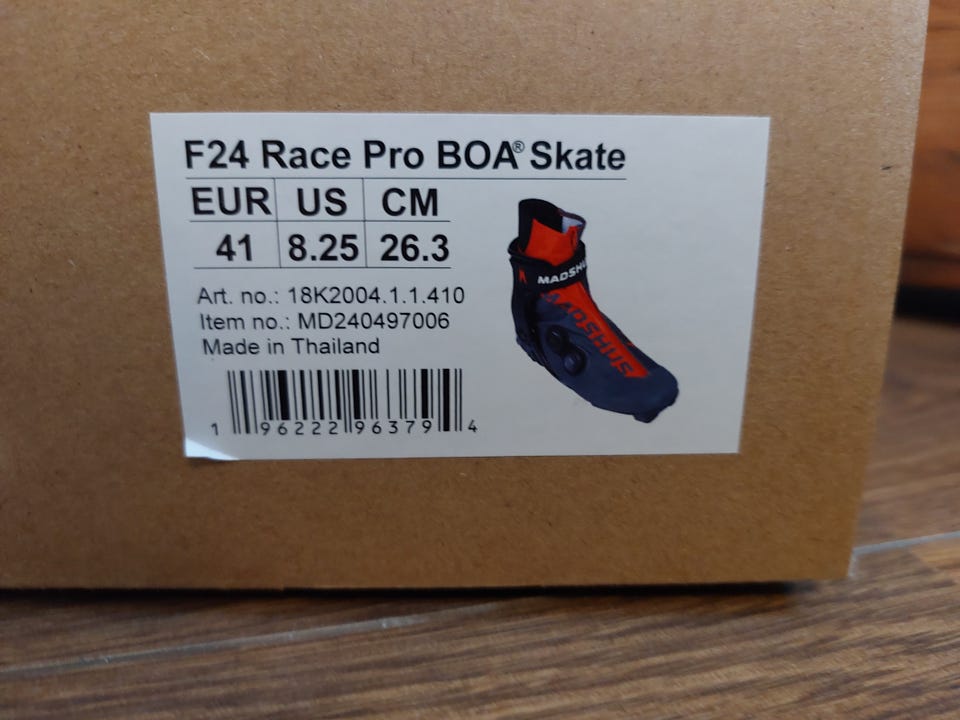 F24 Race Pro BOA® Skate
EUR US CM
41 8.25 26.3
Art. no.: 18K2004.1.1.410
Item no.: MD240497006
Made in Thailand
1 96222 96379 4
MADSHU
MADSHUS